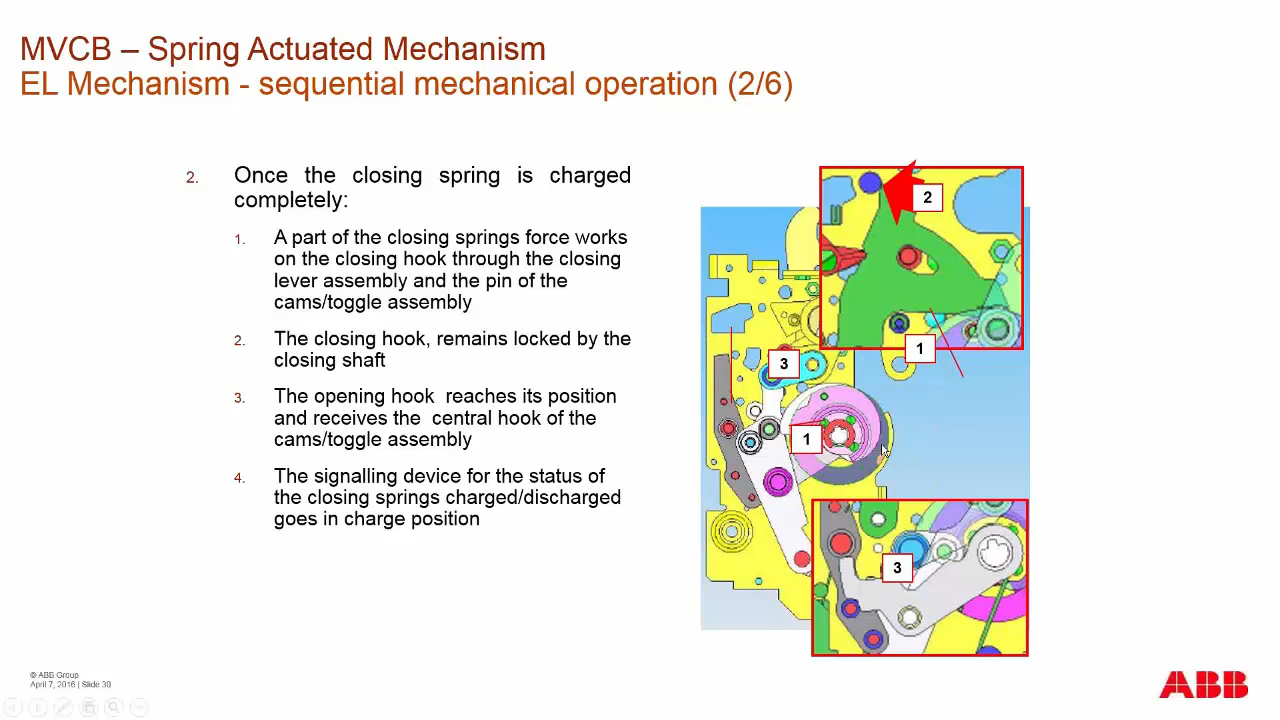 MVCB – Spring Actuated Mechanism
EL Mechanism - sequential mechanical operation (2/6)
2. Once the closing spring is charged
completely:
1. A part of the closing springs force works
on the closing hook through the closing
lever assembly and the pin of the
cams/toggle assembly
2. The closing hook, remains locked by the
closing shaft
3. The opening hook reaches its position
and receives the central hook of the
cams/toggle assembly
4. The signalling device for the status of
the closing springs charged/discharged
goes in charge position
2
1
3
1
3
© ABB Group
April 7, 2016 | Slide 30
ABB